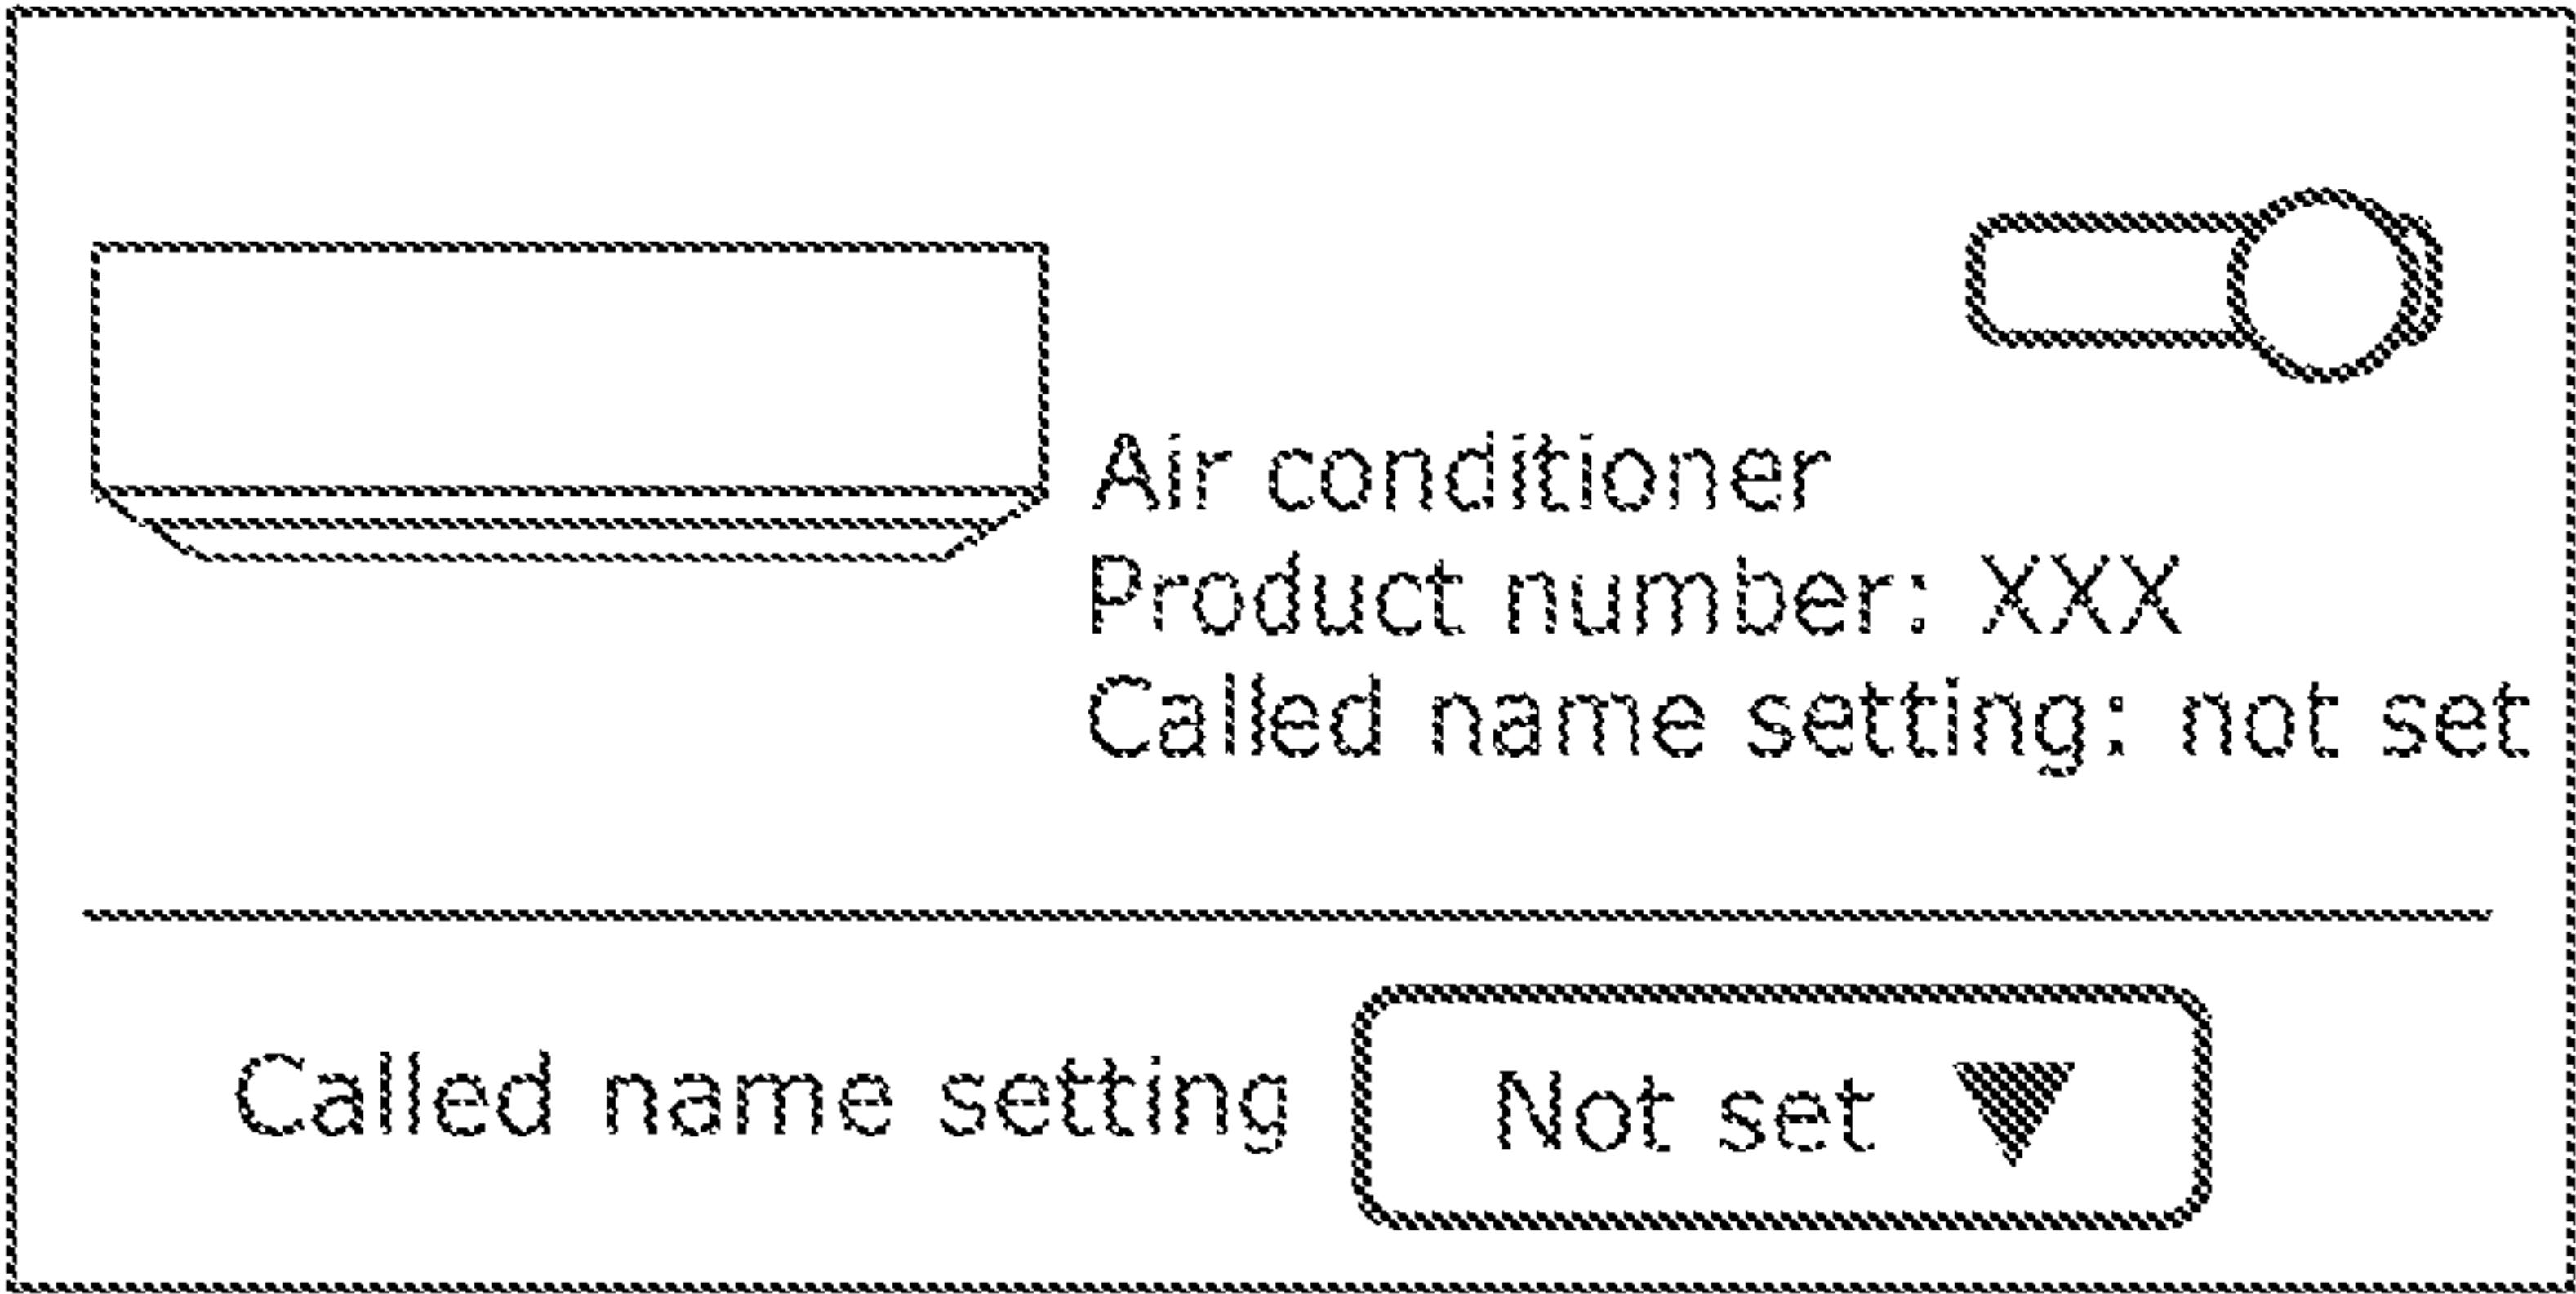 Air conditioner
Product number: XXX
Called name setting: not set
Called name setting
Not set ▼